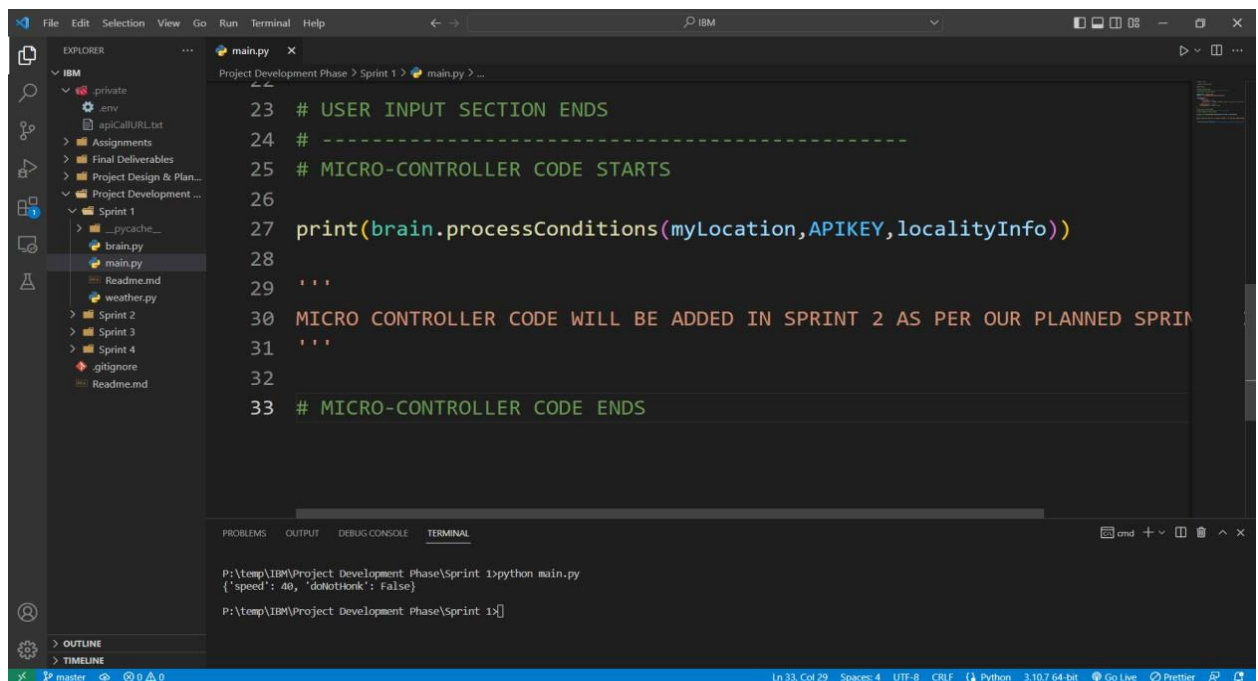 File Edit Selection View Go Run Terminal Help
IBM
EXPLORER
IBM
.private
.env
apiCallURL.txt
Assignments
Final Deliverables
Project Design & Plan...
Project Development ...
Sprint 1
__pycache__
brain.py
main.py
Readme.md
weather.py
Sprint 2
Sprint 3
Sprint 4
.gitignore
Readme.md
OUTLINE
TIMELINE
main.py
Project Development Phase > Sprint 1 > main.py > ...
22
23 # USER INPUT SECTION ENDS
24 # ---------------------------------------------
25 # MICRO-CONTROLLER CODE STARTS
26
27 print(brain.processConditions(myLocation,APIKEY,localityInfo))
28
29 '''
30 MICRO CONTROLLER CODE WILL BE ADDED IN SPRINT 2 AS PER OUR PLANNED SPRIN
31 '''
32
33 # MICRO-CONTROLLER CODE ENDS
PROBLEMS OUTPUT DEBUG CONSOLE TERMINAL
cmd
P:\temp\IBM\Project Development Phase\Sprint 1>python main.py
{'speed': 40, 'doNotHonk': False}
P:\temp\IBM\Project Development Phase\Sprint 1>
master 0 0 Ln 33, Col 29 Spaces: 4 UTF-8 CRLF Python 3.10.7 64-bit Go Live Prettier